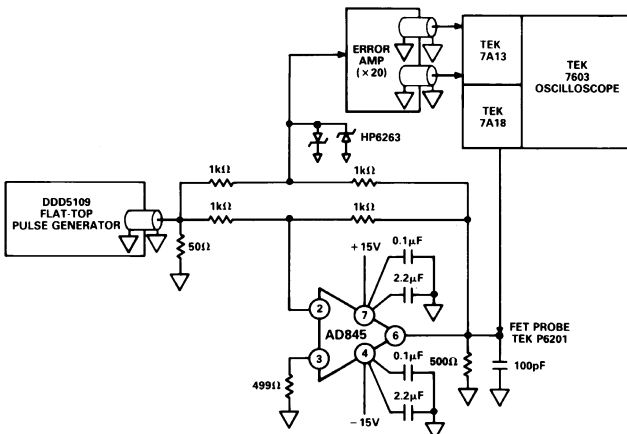 ERROR
AMP
(×20)
TEK
7A13
TEK
7603
OSCILLOSCOPE
TEK
7A18
HP6263
1kΩ
1kΩ
DDD5109
FLAT-TOP
PULSE GENERATOR
1kΩ
1kΩ
50Ω
+15V
0.1μF
2.2μF
2
7
AD845
6
3
4
FET PROBE
TEK P6201
499Ω
0.1μF
500Ω
100pF
2.2μF
−15V